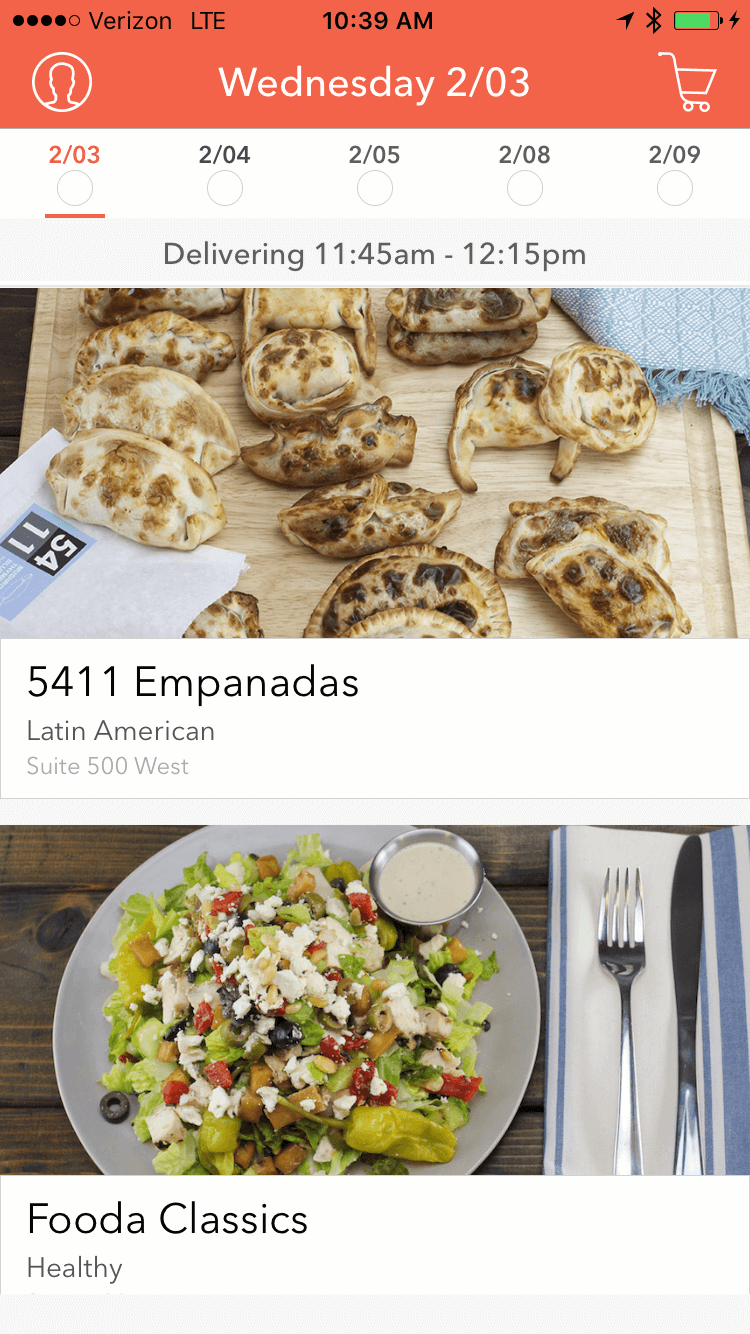 Verizon LTE 10:39 AM
Wednesday 2/03
2/03 2/04 2/05 2/08 2/09
Delivering 11:45am - 12:15pm
54
11
5411 Empanadas
Latin American
Suite 500 West
Fooda Classics
Healthy